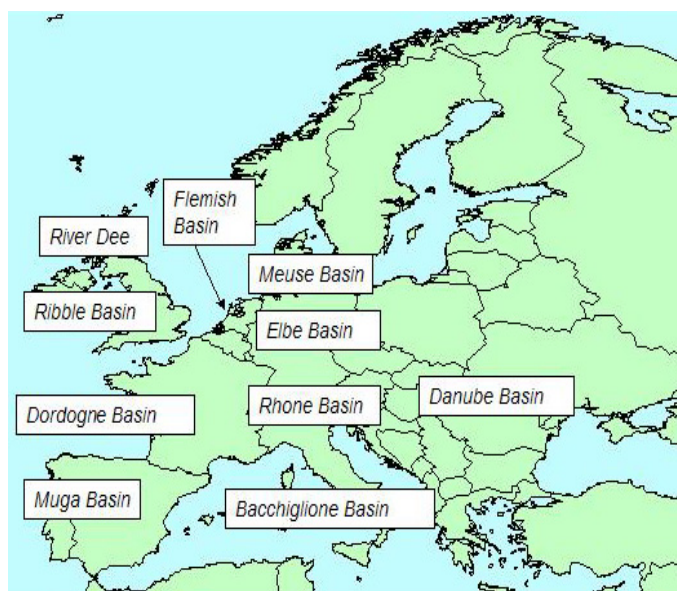 Flemish
Basin
River Dee
Meuse Basin
Ribble Basin
Elbe Basin
Rhone Basin
Danube Basin
Dordogne Basin
Muga Basin
Bacchiglione Basin